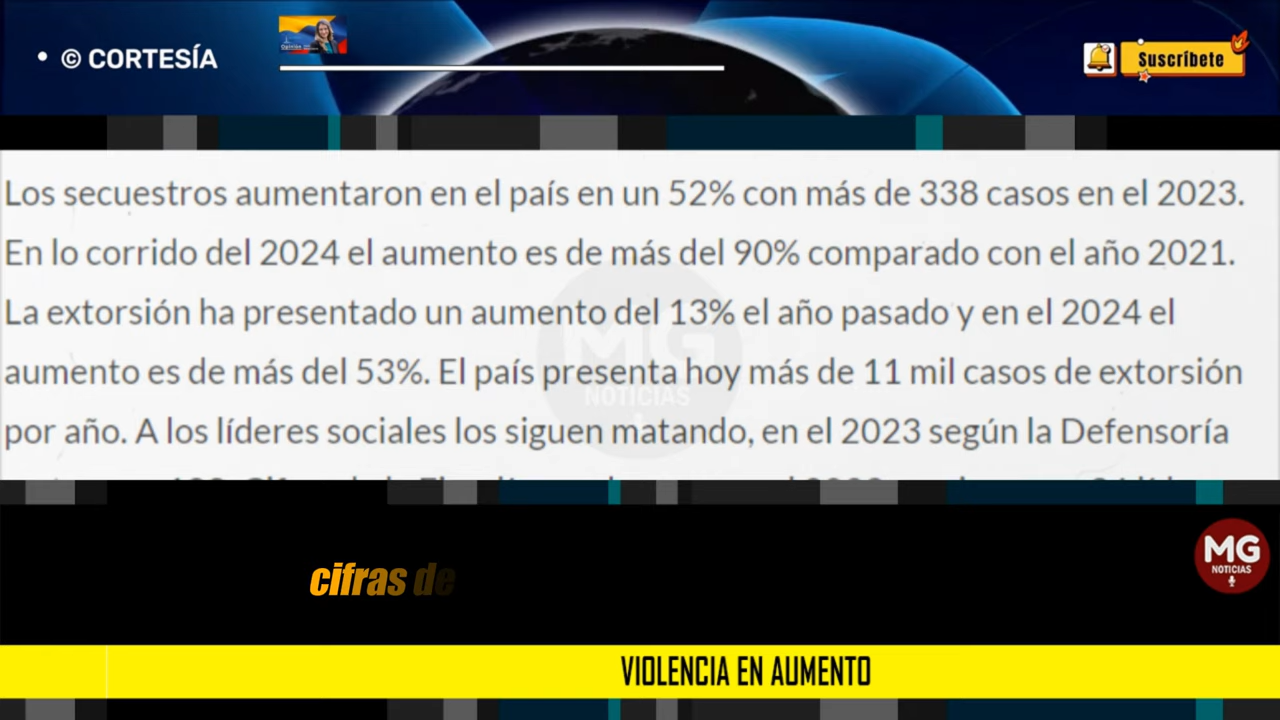 • © CORTESÍA
Opinión
Suscríbete
Los secuestros aumentaron en el país en un 52% con más de 338 casos en el 2023.
En lo corrido del 2024 el aumento es de más del 90% comparado con el año 2021.
La extorsión ha presentado un aumento del 13% el año pasado y en el 2024 el
aumento es de más del 53%. El país presenta hoy más de 11 mil casos de extorsión
por año. A los líderes sociales los siguen matando, en el 2023 según la Defensoría
MG
NOTICIAS
cifras de
MG
NOTICIAS
VIOLENCIA EN AUMENTO